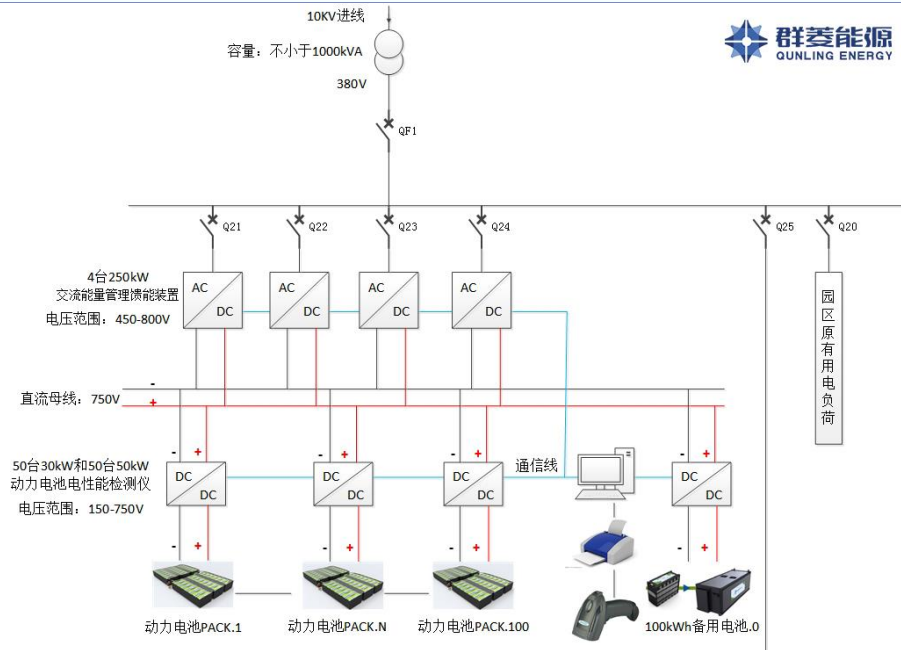 10KV进线
群菱能源
QUNLING ENERGY
容量：不小于1000kVA
380V
QF1
Q21
Q22
Q23
Q24
Q25
Q20
4台250kW
交流能量管理馈能装置
电压范围：450-800V
AC
DC
AC
DC
AC
DC
AC
DC
园区原有用电负荷
-
直流母线：750V
+
-
+
-
+
-
+
-
+
50台30kW和50台50kW
动力电池电性能检测仪
电压范围：150-750V
DC
DC
DC
DC
DC
DC
通信线
DC
DC
-
+
-
+
-
+
-
+
动力电池PACK.1
动力电池PACK.N
动力电池PACK.100
100kWh备用电池.0